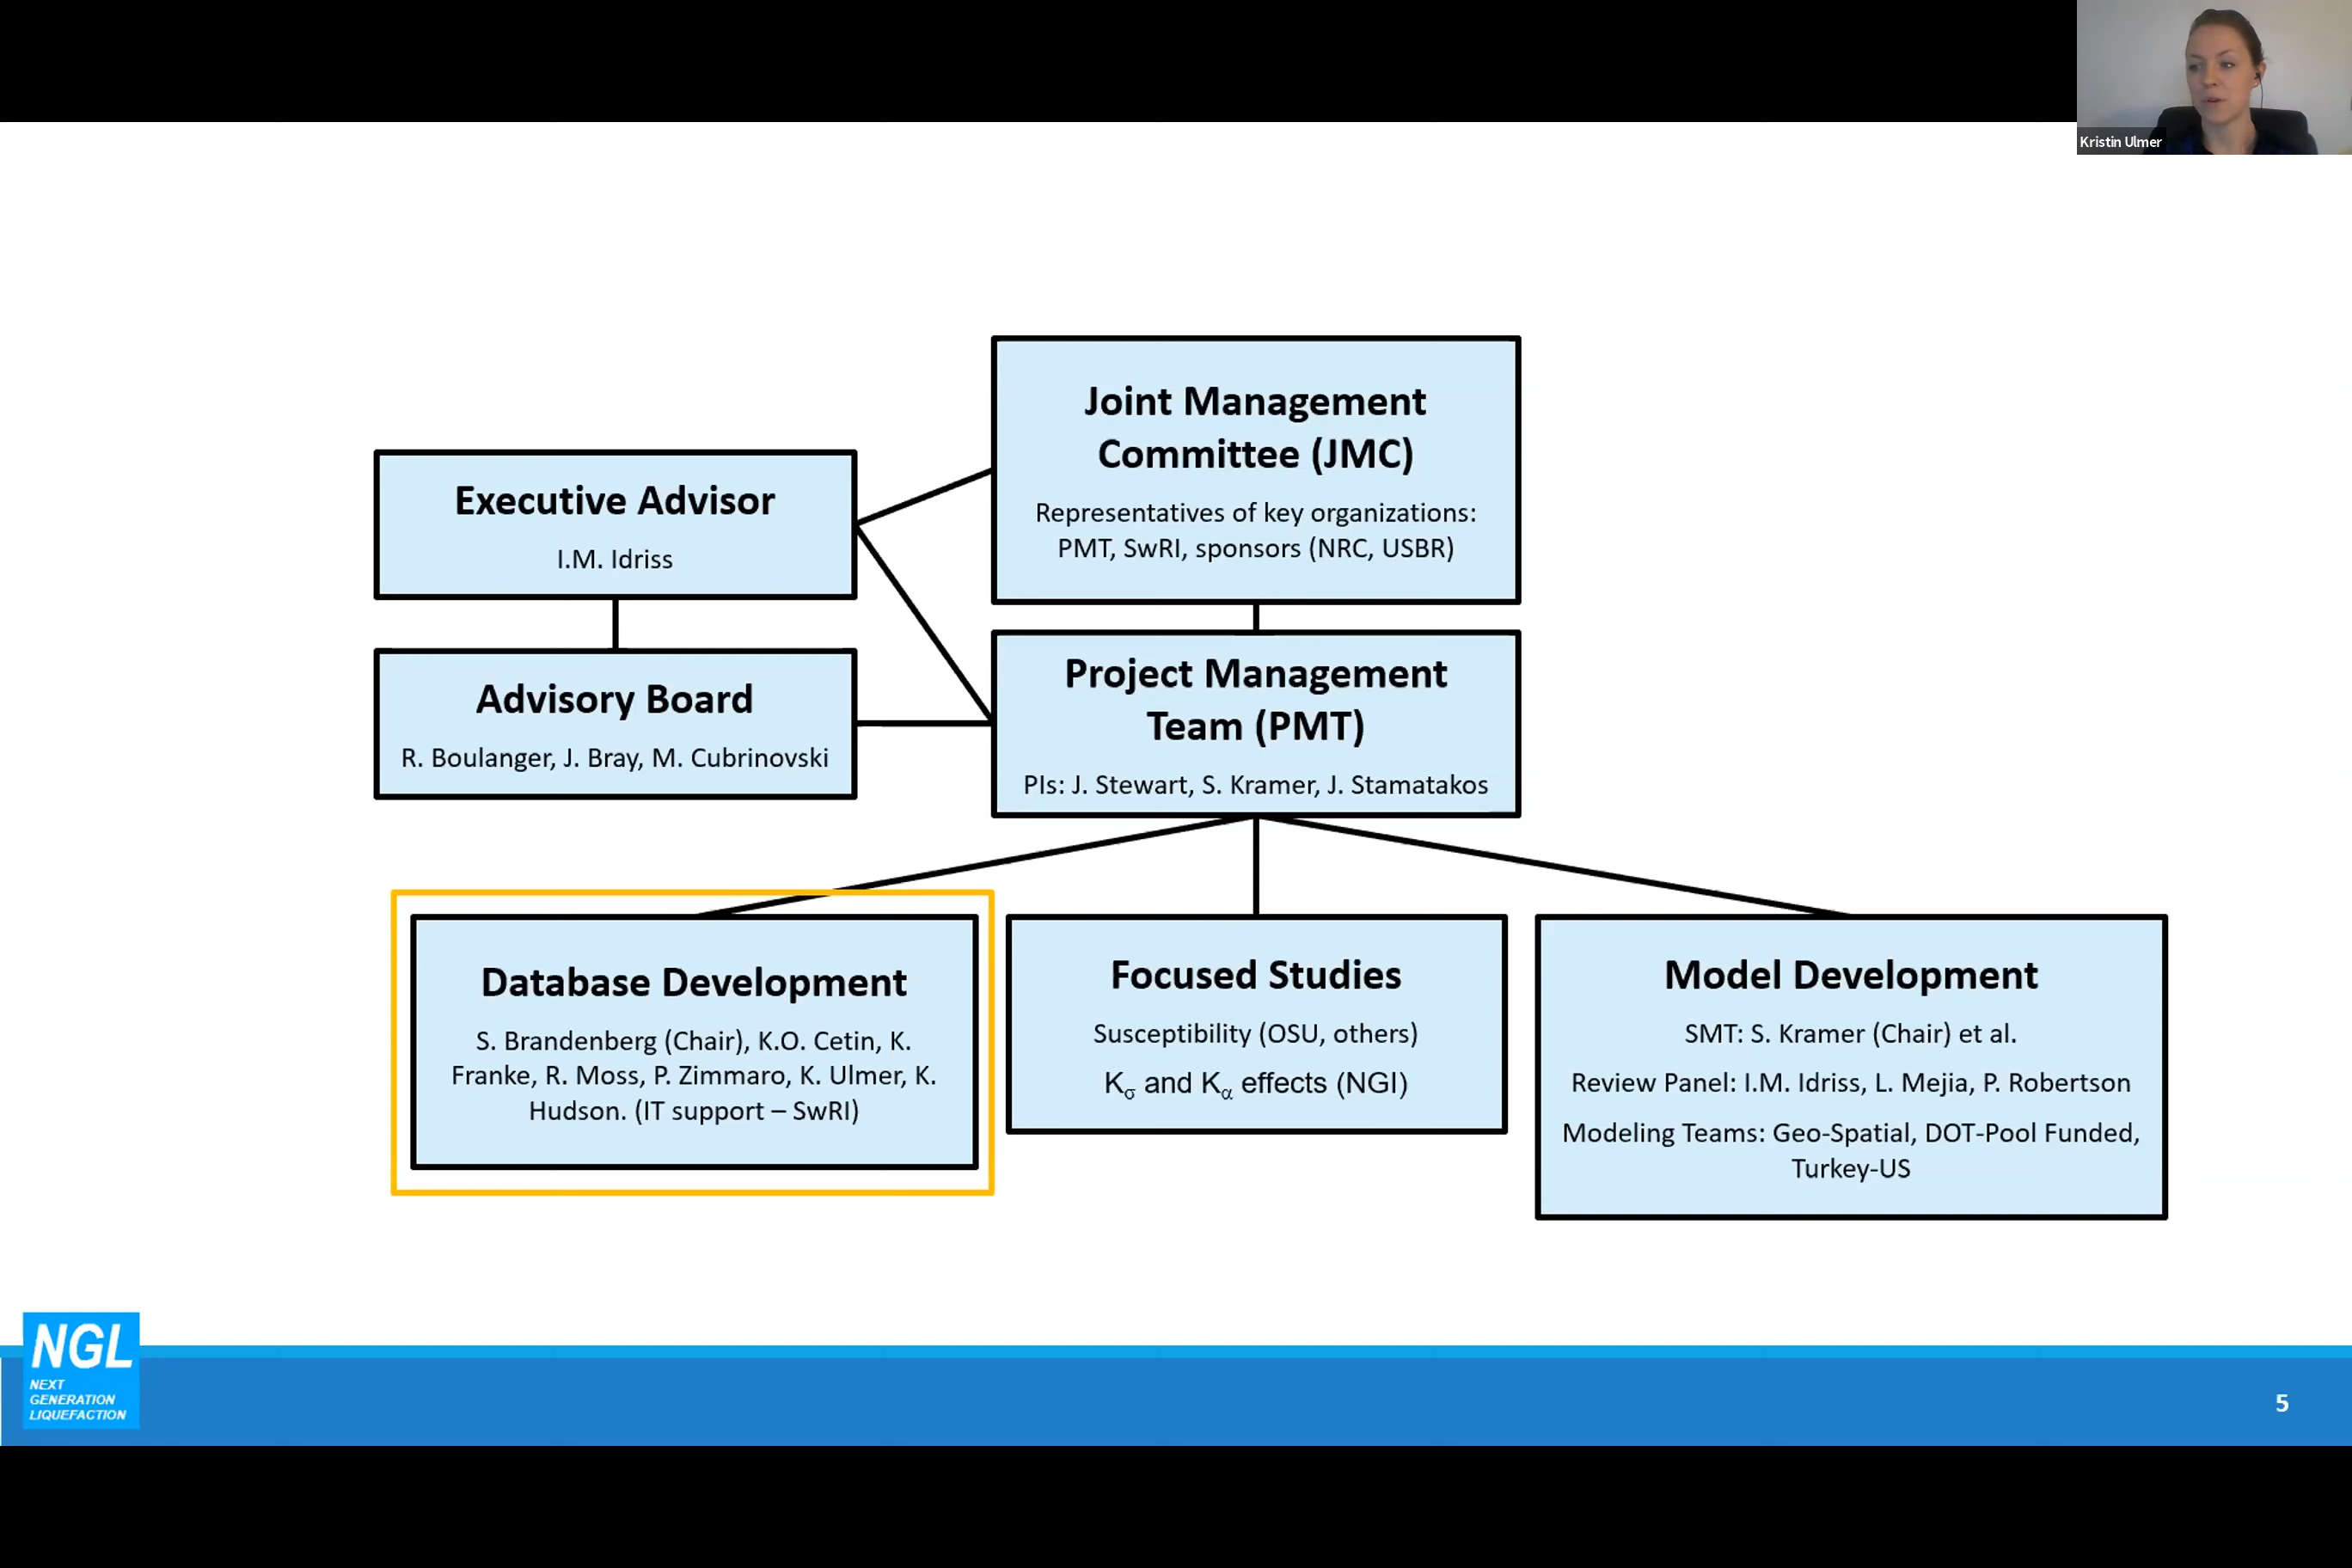 Kristin Ulmer
Joint Management
Committee (JMC)
Representatives of key organizations:
PMT, SwRI, sponsors (NRC, USBR)
Executive Advisor
I.M. Idriss
Advisory Board
R. Boulanger, J. Bray, M. Cubrinovski
Project Management
Team (PMT)
PIs: J. Stewart, S. Kramer, J. Stamatakos
Database Development
S. Brandenberg (Chair), K.O. Cetin, K.
Franke, R. Moss, P. Zimmaro, K. Ulmer, K.
Hudson. (IT support – SwRI)
Focused Studies
Susceptibility (OSU, others)
Kσ and Kα effects (NGI)
Model Development
SMT: S. Kramer (Chair) et al.
Review Panel: I.M. Idriss, L. Mejia, P. Robertson
Modeling Teams: Geo-Spatial, DOT-Pool Funded,
Turkey-US
NGL
NEXT
GENERATION
LIQUEFACTION
5